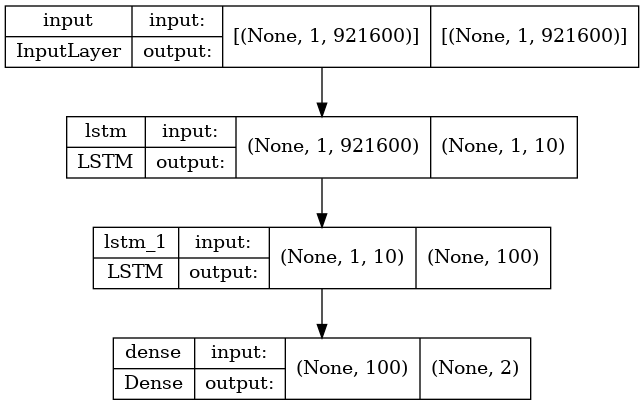 input input:
[(None, 1, 921600)] [(None, 1, 921600)]
InputLayer output:
lstm input:
(None, 1, 921600) (None, 1, 10)
LSTM output:
lstm_1 input:
(None, 1, 10) (None, 100)
LSTM output:
dense input:
(None, 100) (None, 2)
Dense output: